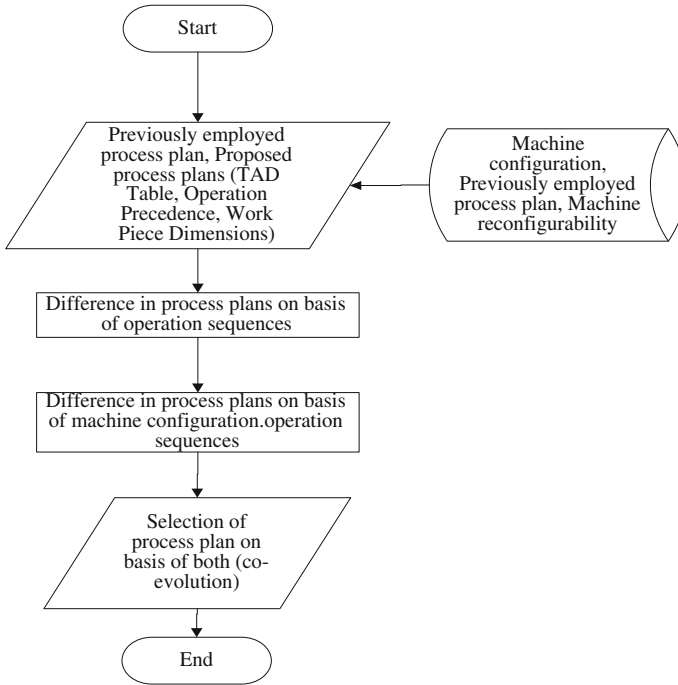 Start
Previously employed
process plan, Proposed
process plans (TAD
Table, Operation
Precedence, Work
Piece Dimensions)
Machine
configuration,
Previously employed
process plan, Machine
reconfigurability
Difference in process plans on basis
of operation sequences
Difference in process plans on basis
of machine configuration.operation
sequences
Selection of
process plan on
basis of both (co-
evolution)
End